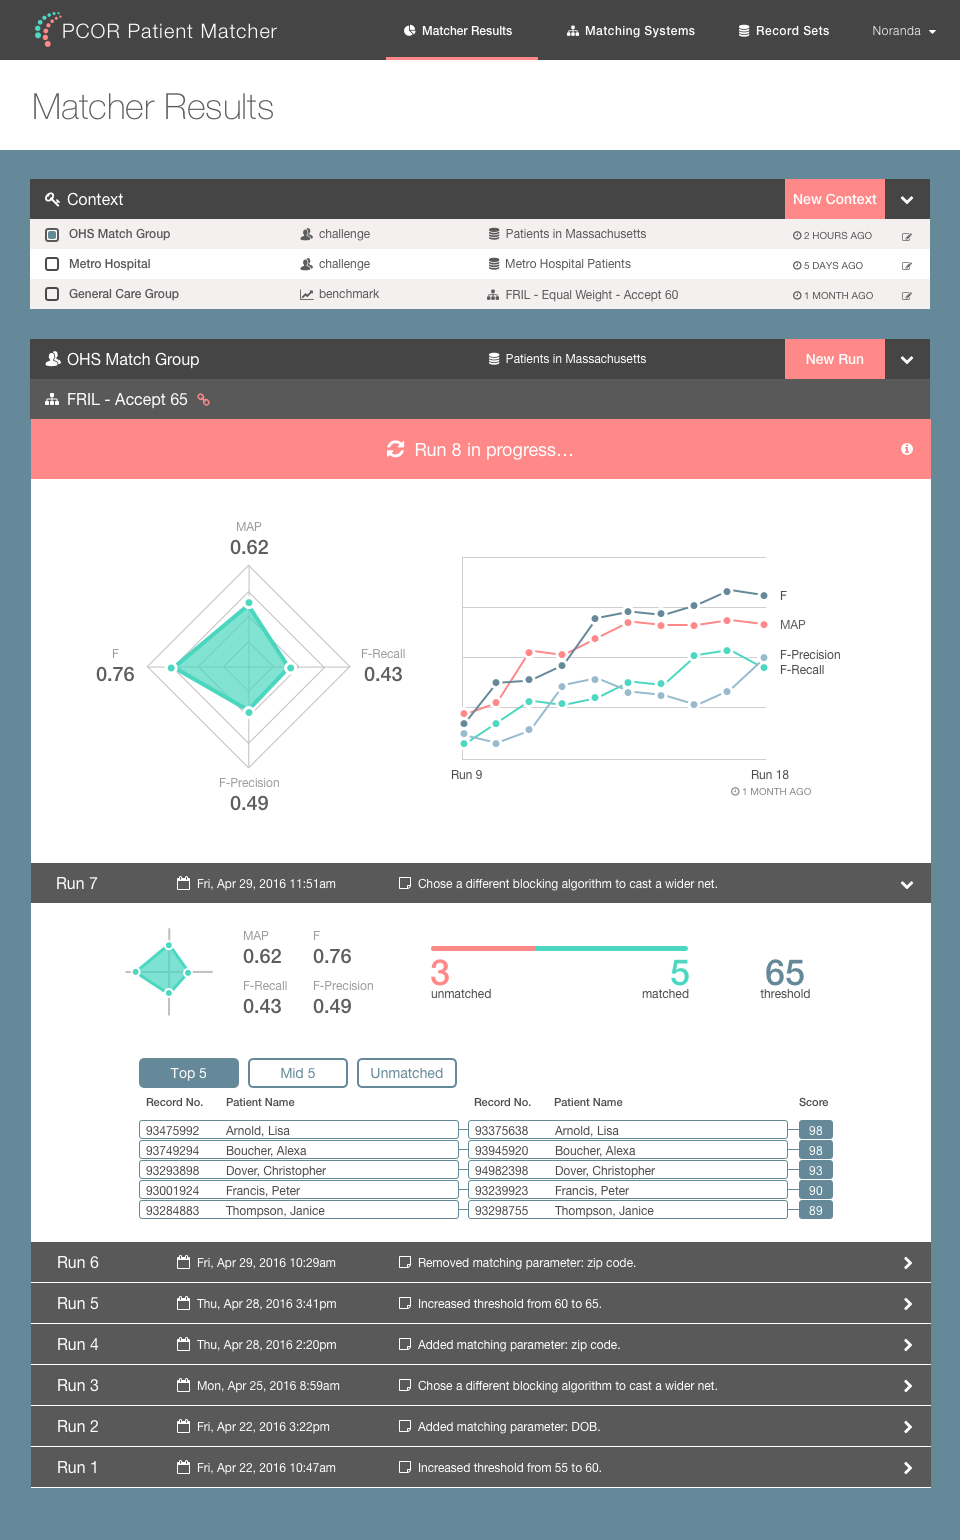 PCOR Patient Matcher
Matcher Results
Matching Systems
Record Sets
Noranda
Matcher Results
Context
New Context
OHS Match Group challenge Patients in Massachusetts 2 HOURS AGO
Metro Hospital challenge Metro Hospital Patients 5 DAYS AGO
General Care Group benchmark FRIL - Equal Weight - Accept 60 1 MONTH AGO
OHS Match Group Patients in Massachusetts New Run
FRIL - Accept 65
Run 8 in progress...
MAP
0.62
F
0.76
F-Recall
0.43
F-Precision
0.49
F
MAP
F-Precision
F-Recall
Run 9 Run 18
1 MONTH AGO
Run 7 Fri, Apr 29, 2016 11:51am Chose a different blocking algorithm to cast a wider net.
MAP F
0.62 0.76
F-Recall F-Precision
0.43 0.49
3 5 65
unmatched matched threshold
Top 5 Mid 5 Unmatched
Record No. Patient Name Record No. Patient Name Score
93475992 Arnold, Lisa 93375638 Arnold, Lisa 98
93749294 Boucher, Alexa 93945920 Boucher, Alexa 98
93293898 Dover, Christopher 94982398 Dover, Christopher 93
93001924 Francis, Peter 93239923 Francis, Peter 90
93284883 Thompson, Janice 93298755 Thompson, Janice 89
Run 6 Fri, Apr 29, 2016 10:29am Removed matching parameter: zip code.
Run 5 Thu, Apr 28, 2016 3:41pm Increased threshold from 60 to 65.
Run 4 Thu, Apr 28, 2016 2:20pm Added matching parameter: zip code.
Run 3 Mon, Apr 25, 2016 8:59am Chose a different blocking algorithm to cast a wider net.
Run 2 Fri, Apr 22, 2016 3:22pm Added matching parameter: DOB.
Run 1 Fri, Apr 22, 2016 10:47am Increased threshold from 55 to 60.